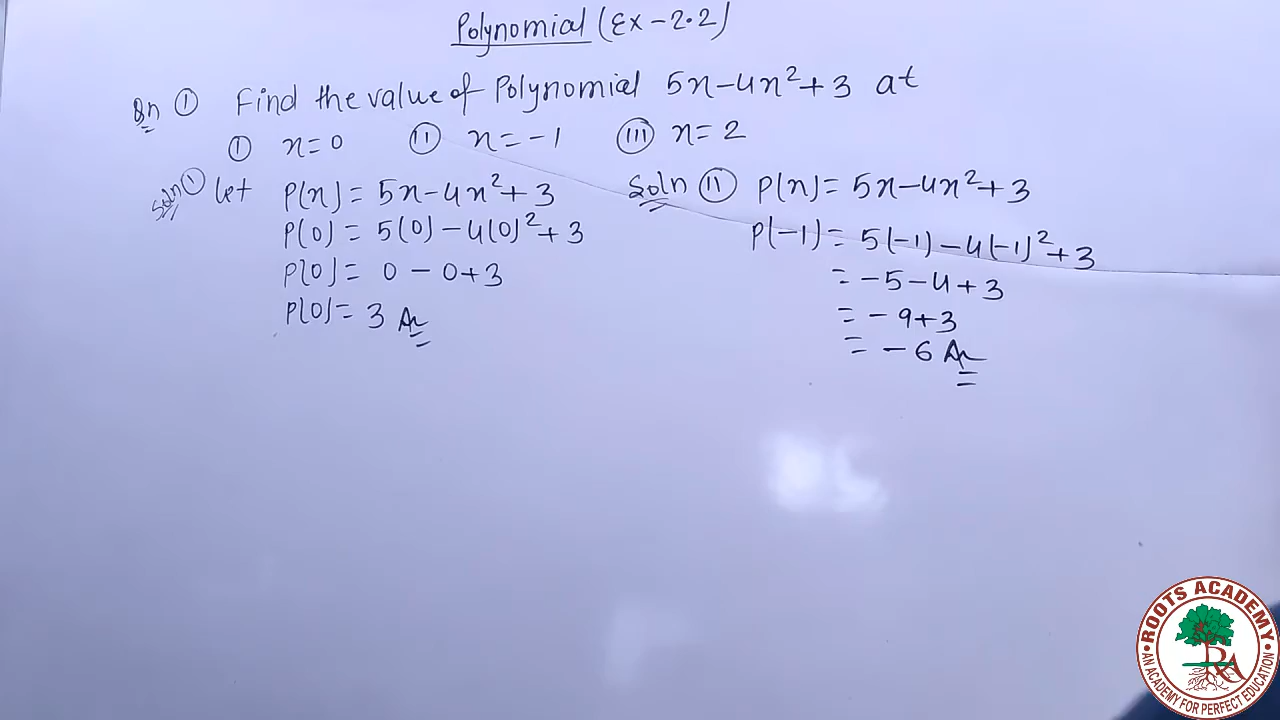 Polynomial (Ex-2.2)
Qn ① Find the value of Polynomial 5x-4x²+3 at
① x=0 ⑪ x=-1 ⑪⑪ x=2
Soln ① let P(x) = 5x-4x²+3
P(0) = 5(0)-4(0)²+3
P(0) = 0-0+3
P(0) = 3 An
Soln ⑪ P(x) = 5x-4x²+3
P(-1) = 5(-1)-4(-1)²+3
= -5-4+3
= -9+3
= -6 An
ROOTS ACADEMY
RA
AN ACADEMY FOR PERFECT EDUCATION